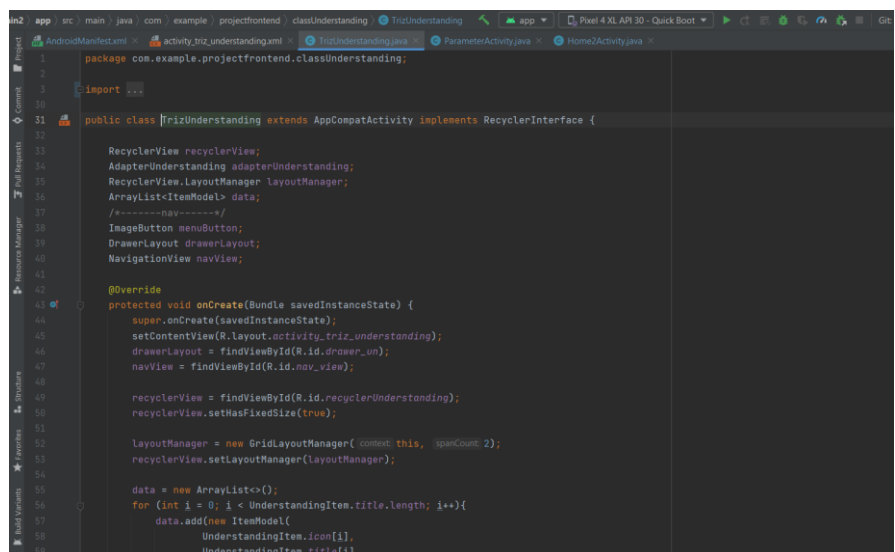 ain2 〉 app 〉 src 〉 main 〉 java 〉 com 〉 example 〉 projectfrontend 〉 classUnderstanding 〉 TrizUnderstanding app ▼ Pixel 4 XL API 30 - Quick Boot ▼ Git:
AndroidManifest.xml × activity_triz_understanding.xml × TrizUnderstanding.java × ParameterActivity.java × Home2Activity.java ×
Project
Commit
Pull Requests
Resource Manager
Structure
Favorites
Build Variants
1 package com.example.projectfrontend.classUnderstanding;
2
3 import ...
30
31 public class TrizUnderstanding extends AppCompatActivity implements RecyclerInterface {
32
33 RecyclerView recyclerView;
34 AdapterUnderstanding adapterUnderstanding;
35 RecyclerView.LayoutManager layoutManager;
36 ArrayList<ItemModel> data;
37 /*-------nav------*/
38 ImageButton menuButton;
39 DrawerLayout drawerLayout;
40 NavigationView navView;
41
42 @Override
43 protected void onCreate(Bundle savedInstanceState) {
44 super.onCreate(savedInstanceState);
45 setContentView(R.layout.activity_triz_understanding);
46 drawerLayout = findViewById(R.id.drawer_un);
47 navView = findViewById(R.id.nav_view);
48
49 recyclerView = findViewById(R.id.recyclerUnderstanding);
50 recyclerView.setHasFixedSize(true);
51
52 layoutManager = new GridLayoutManager( context: this, spanCount: 2);
53 recyclerView.setLayoutManager(layoutManager);
54
55 data = new ArrayList<>();
56 for (int i = 0; i < UnderstandingItem.title.length; i++){
57 data.add(new ItemModel(
58 UnderstandingItem.icon[i],
59 UnderstandingItem.title[i]